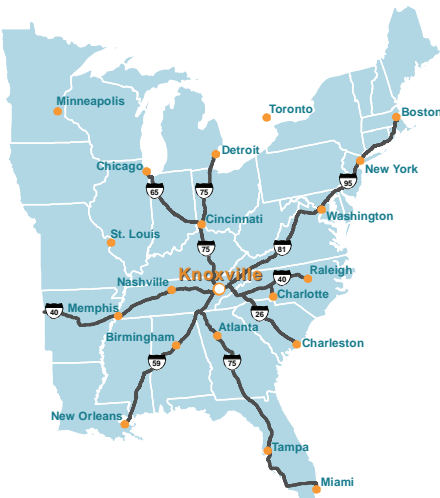 Minneapolis
Toronto
Boston
Detroit
Chicago
New York
65
75
95
Cincinnati
Washington
St. Louis
75
81
Knoxville
Raleigh
40
Nashville
Charlotte
40
Memphis
26
Birmingham
Atlanta
Charleston
59
75
New Orleans
Tampa
Miami